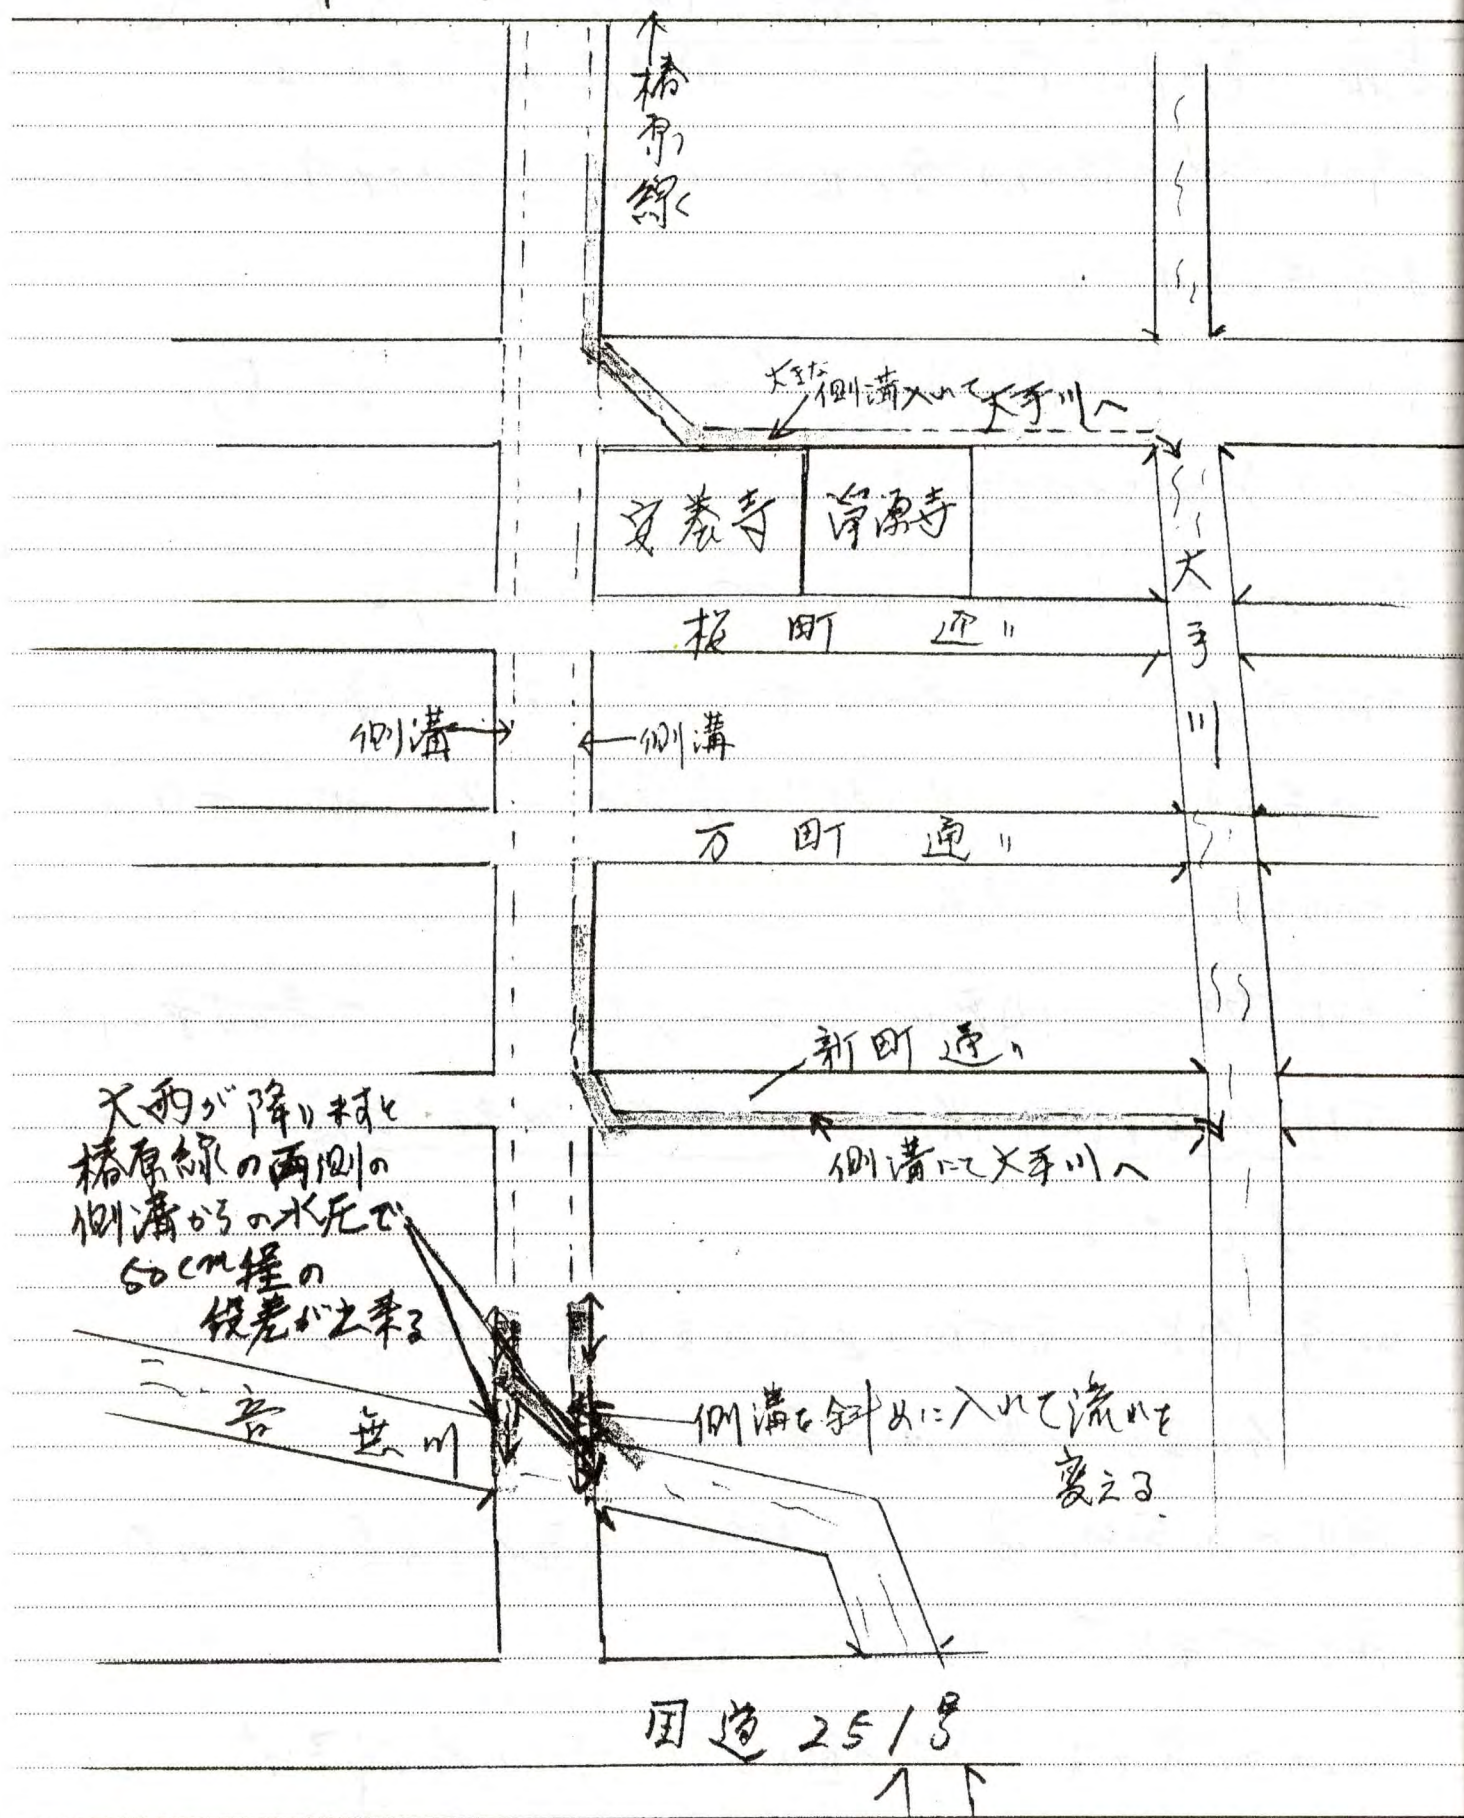 ↑椿原線
大きな側溝入れて大手川へ
安養寺
淨源寺
大手川
桜町通り
側溝→
←側溝
万町通り
新町通り
側溝にて大手川へ
大雨が降りますと
椿原線の両側の
側溝からの水圧で
50cm程の
段差が出来る
音無川
側溝を斜めに入れて流れを
変える
国道251号